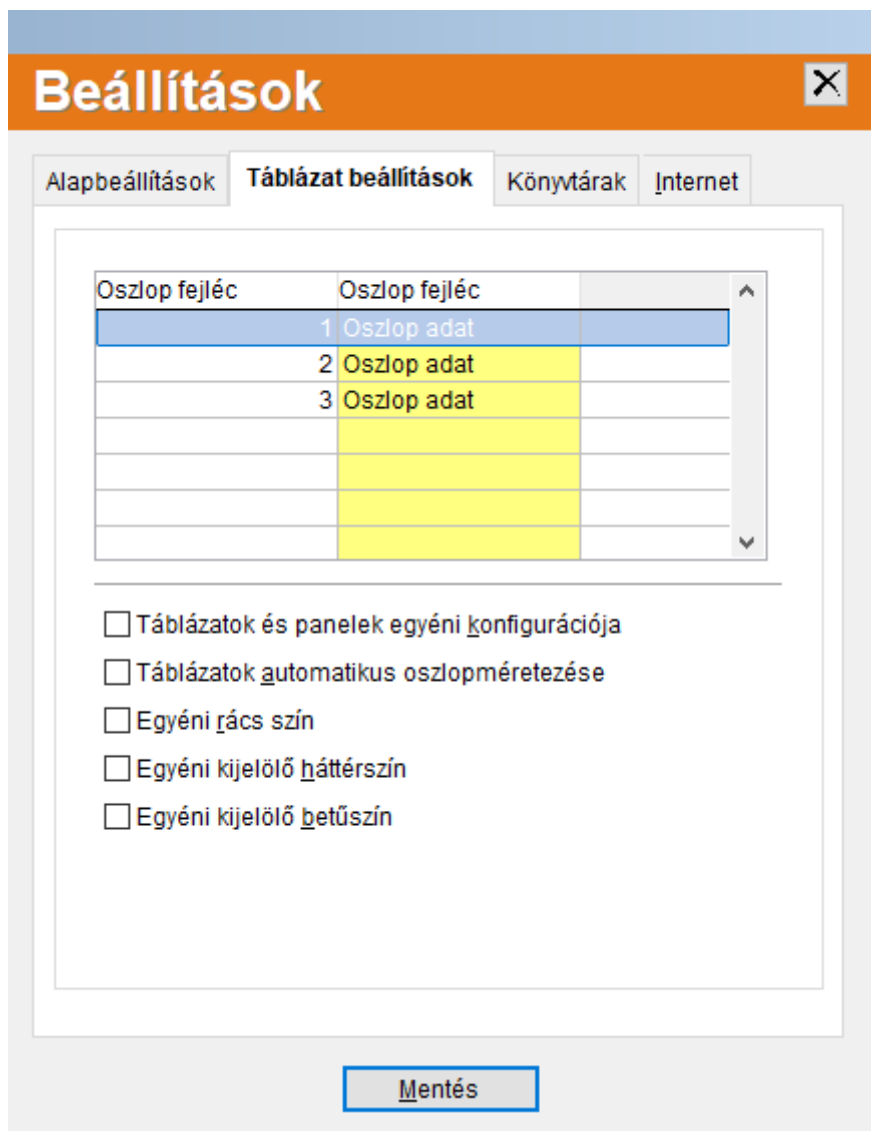 Beállítások
Alapbeállítások Táblázat beállítások Könyvtárak Internet
Oszlop fejléc Oszlop fejléc
1 Oszlop adat
2 Oszlop adat
3 Oszlop adat
Táblázatok és panelek egyéni konfigurációja
Táblázatok automatikus oszlopméretezése
Egyéni rács szín
Egyéni kijelölő háttérszín
Egyéni kijelölő betűszín
Mentés